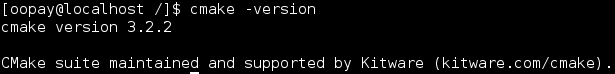 [oopay@localhost /]$ cmake -version
cmake version 3.2.2
CMake suite maintained and supported by Kitware (kitware.com/cmake).